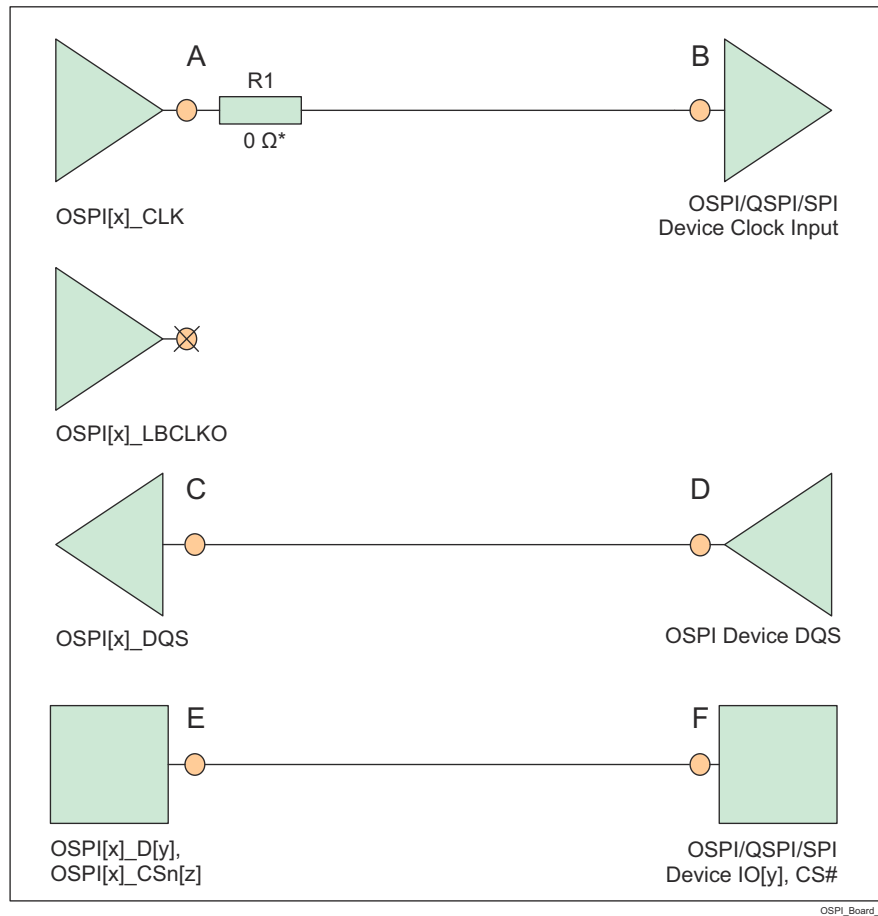 A
B
R1
0 Ω*
OSPI[x]_CLK
OSPI/QSPI/SPI
Device Clock Input
OSPI[x]_LBCLKO
C
D
OSPI[x]_DQS
OSPI Device DQS
E
F
OSPI[x]_D[y],
OSPI[x]_CSn[z]
OSPI/QSPI/SPI
Device IO[y], CS#
OSPI_Board_